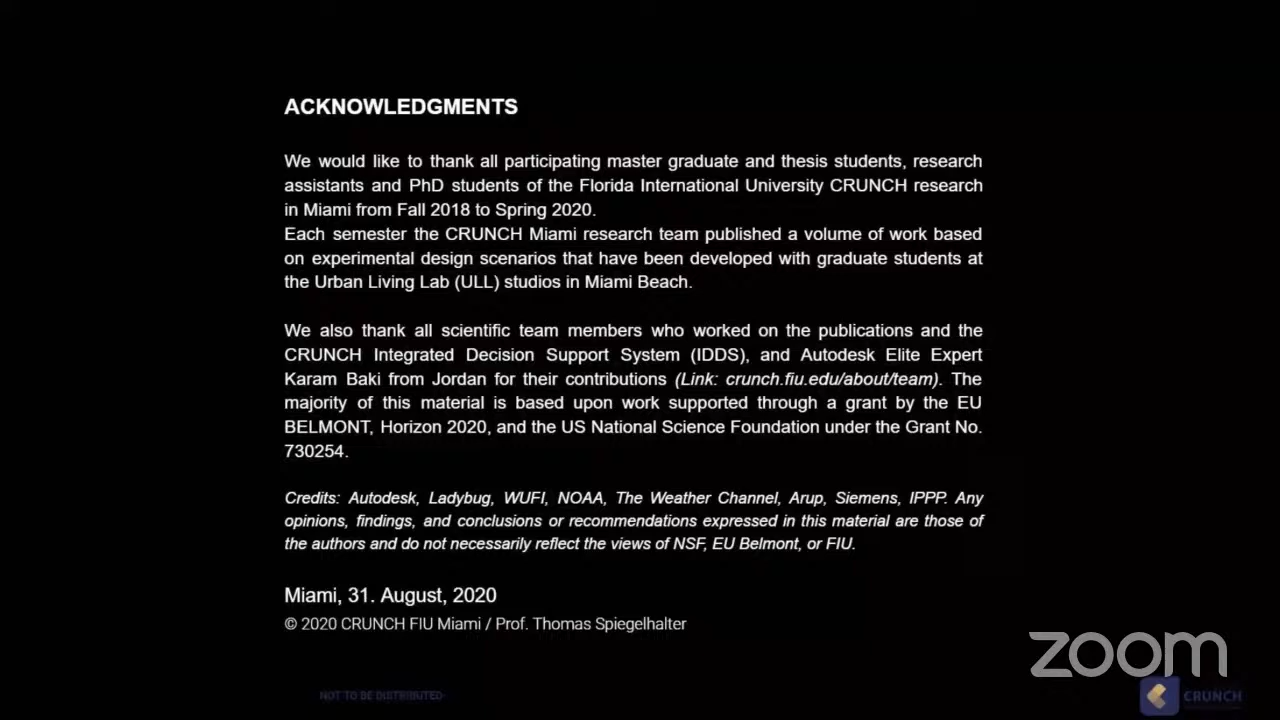 ACKNOWLEDGMENTS
We would like to thank all participating master graduate and thesis students, research
assistants and PhD students of the Florida International University CRUNCH research
in Miami from Fall 2018 to Spring 2020.
Each semester the CRUNCH Miami research team published a volume of work based
on experimental design scenarios that have been developed with graduate students at
the Urban Living Lab (ULL) studios in Miami Beach.
We also thank all scientific team members who worked on the publications and the
CRUNCH Integrated Decision Support System (IDDS), and Autodesk Elite Expert
Karam Baki from Jordan for their contributions (Link: crunch.fiu.edu/about/team). The
majority of this material is based upon work supported through a grant by the EU
BELMONT, Horizon 2020, and the US National Science Foundation under the Grant No.
730254.
Credits: Autodesk, Ladybug, WUFI, NOAA, The Weather Channel, Arup, Siemens, IPPP. Any
opinions, findings, and conclusions or recommendations expressed in this material are those of
the authors and do not necessarily reflect the views of NSF, EU Belmont, or FIU.
Miami, 31. August, 2020
© 2020 CRUNCH FIU Miami / Prof. Thomas Spiegelhalter
zoom
NOT TO BE DISTRIBUTED
CRUNCH